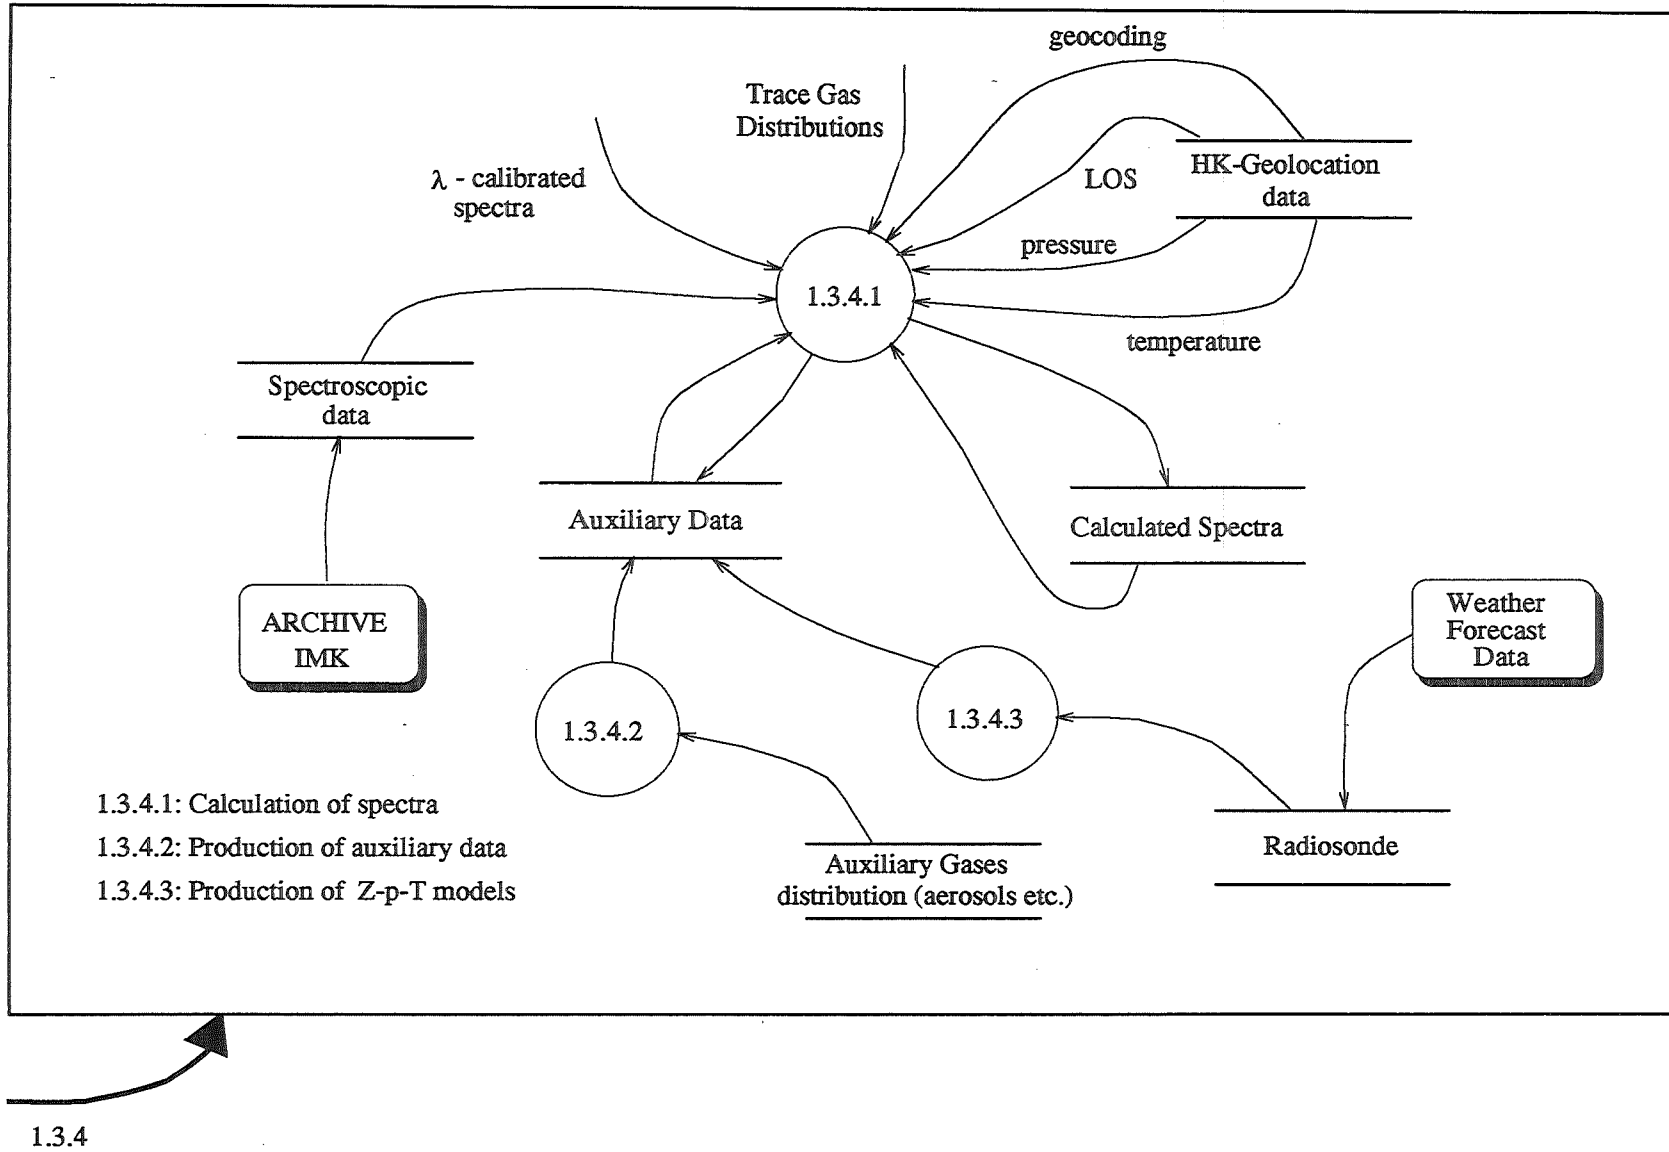 geocoding
Trace Gas
Distributions
λ - calibrated
spectra
LOS
HK-Geolocation
data
pressure
1.3.4.1
temperature
Spectroscopic
data
Auxiliary Data
Calculated Spectra
ARCHIVE
IMK
Weather
Forecast
Data
1.3.4.2
1.3.4.3
1.3.4.1: Calculation of spectra
1.3.4.2: Production of auxiliary data
1.3.4.3: Production of Z-p-T models
Auxiliary Gases
distribution (aerosols etc.)
Radiosonde
1.3.4